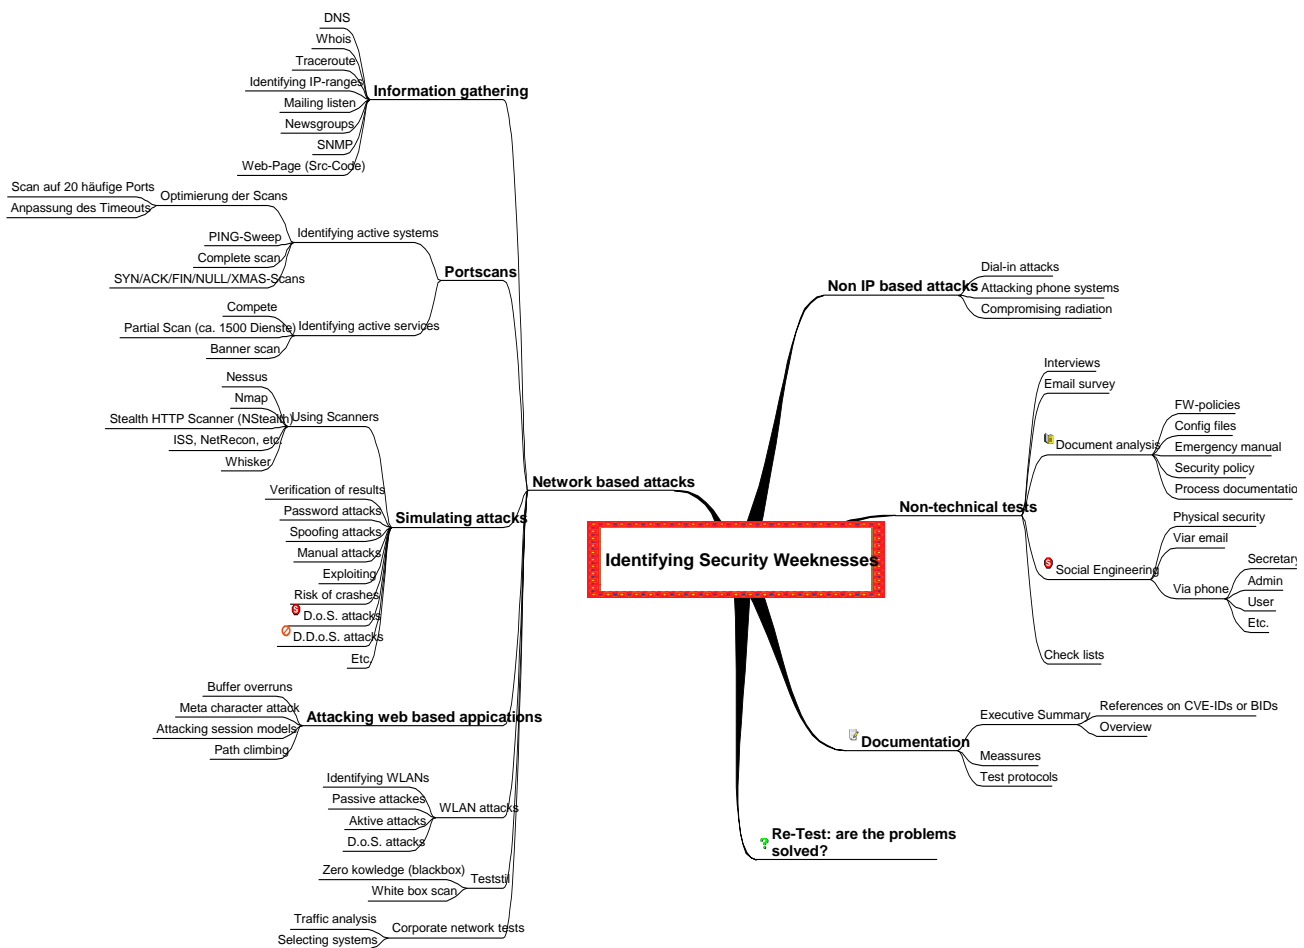 DNS
Whois
Traceroute
Identifying IP-ranges
Mailing listen
Newsgroups
SNMP
Web-Page (Src-Code)
Information gathering
Scan auf 20 häufige Ports
Anpassung des Timeouts
Optimierung der Scans
PING-Sweep
Complete scan
SYN/ACK/FIN/NULL/XMAS-Scans
Identifying active systems
Compete
Partial Scan (ca. 1500 Dienste)
Banner scan
Identifying active services
Portscans
Nessus
Nmap
Stealth HTTP Scanner (NStealth)
ISS, NetRecon, etc.
Whisker
Using Scanners
Verification of results
Password attacks
Spoofing attacks
Manual attacks
Exploiting
Risk of crashes
D.o.S. attacks
D.D.o.S. attacks
Etc.
Simulating attacks
Buffer overruns
Meta character attack
Attacking session models
Path climbing
Attacking web based appications
Identifying WLANs
Passive attackes
Aktive attacks
D.o.S. attacks
WLAN attacks
Zero kowledge (blackbox)
White box scan
Teststil
Traffic analysis
Selecting systems
Corporate network tests
Network based attacks
Identifying Security Weeknesses
Non IP based attacks
Dial-in attacks
Attacking phone systems
Compromising radiation
Non-technical tests
Interviews
Email survey
Document analysis
FW-policies
Config files
Emergency manual
Security policy
Process documentatio
Social Engineering
Physical security
Viar email
Via phone
Secretary
Admin
User
Etc.
Check lists
Documentation
Executive Summary
References on CVE-IDs or BIDs
Overview
Meassures
Test protocols
Re-Test: are the problems
solved?